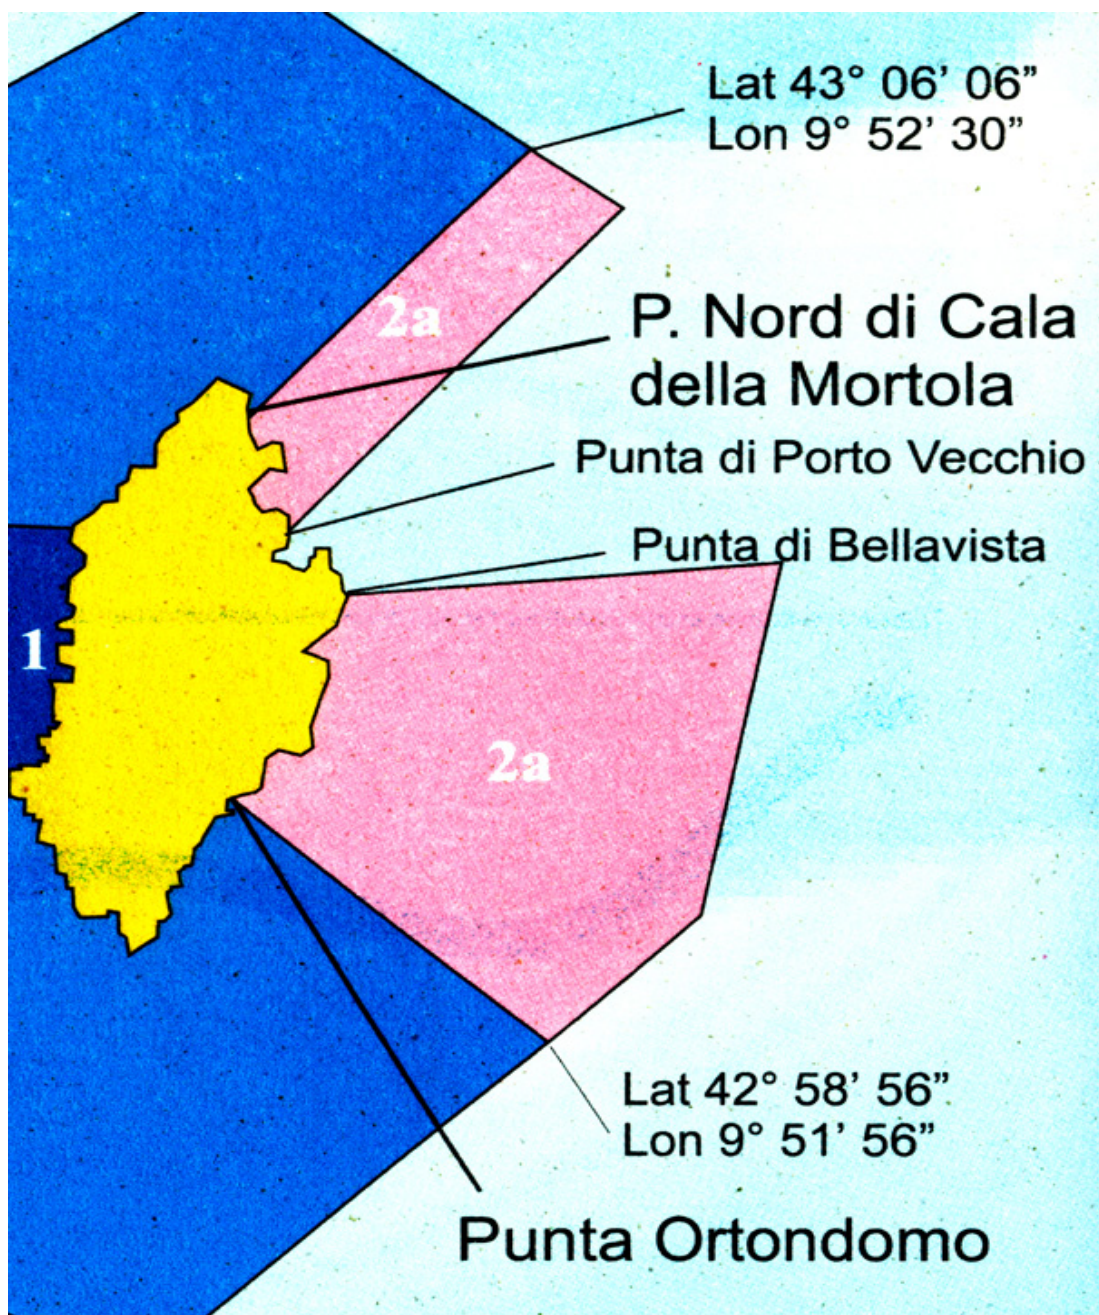 Lat 43° 06’ 06”
Lon 9° 52’ 30”
2a
P. Nord di Cala
della Mortola
Punta di Porto Vecchio
Punta di Bellavista
1
2a
Lat 42° 58’ 56”
Lon 9° 51’ 56”
Punta Ortondomo